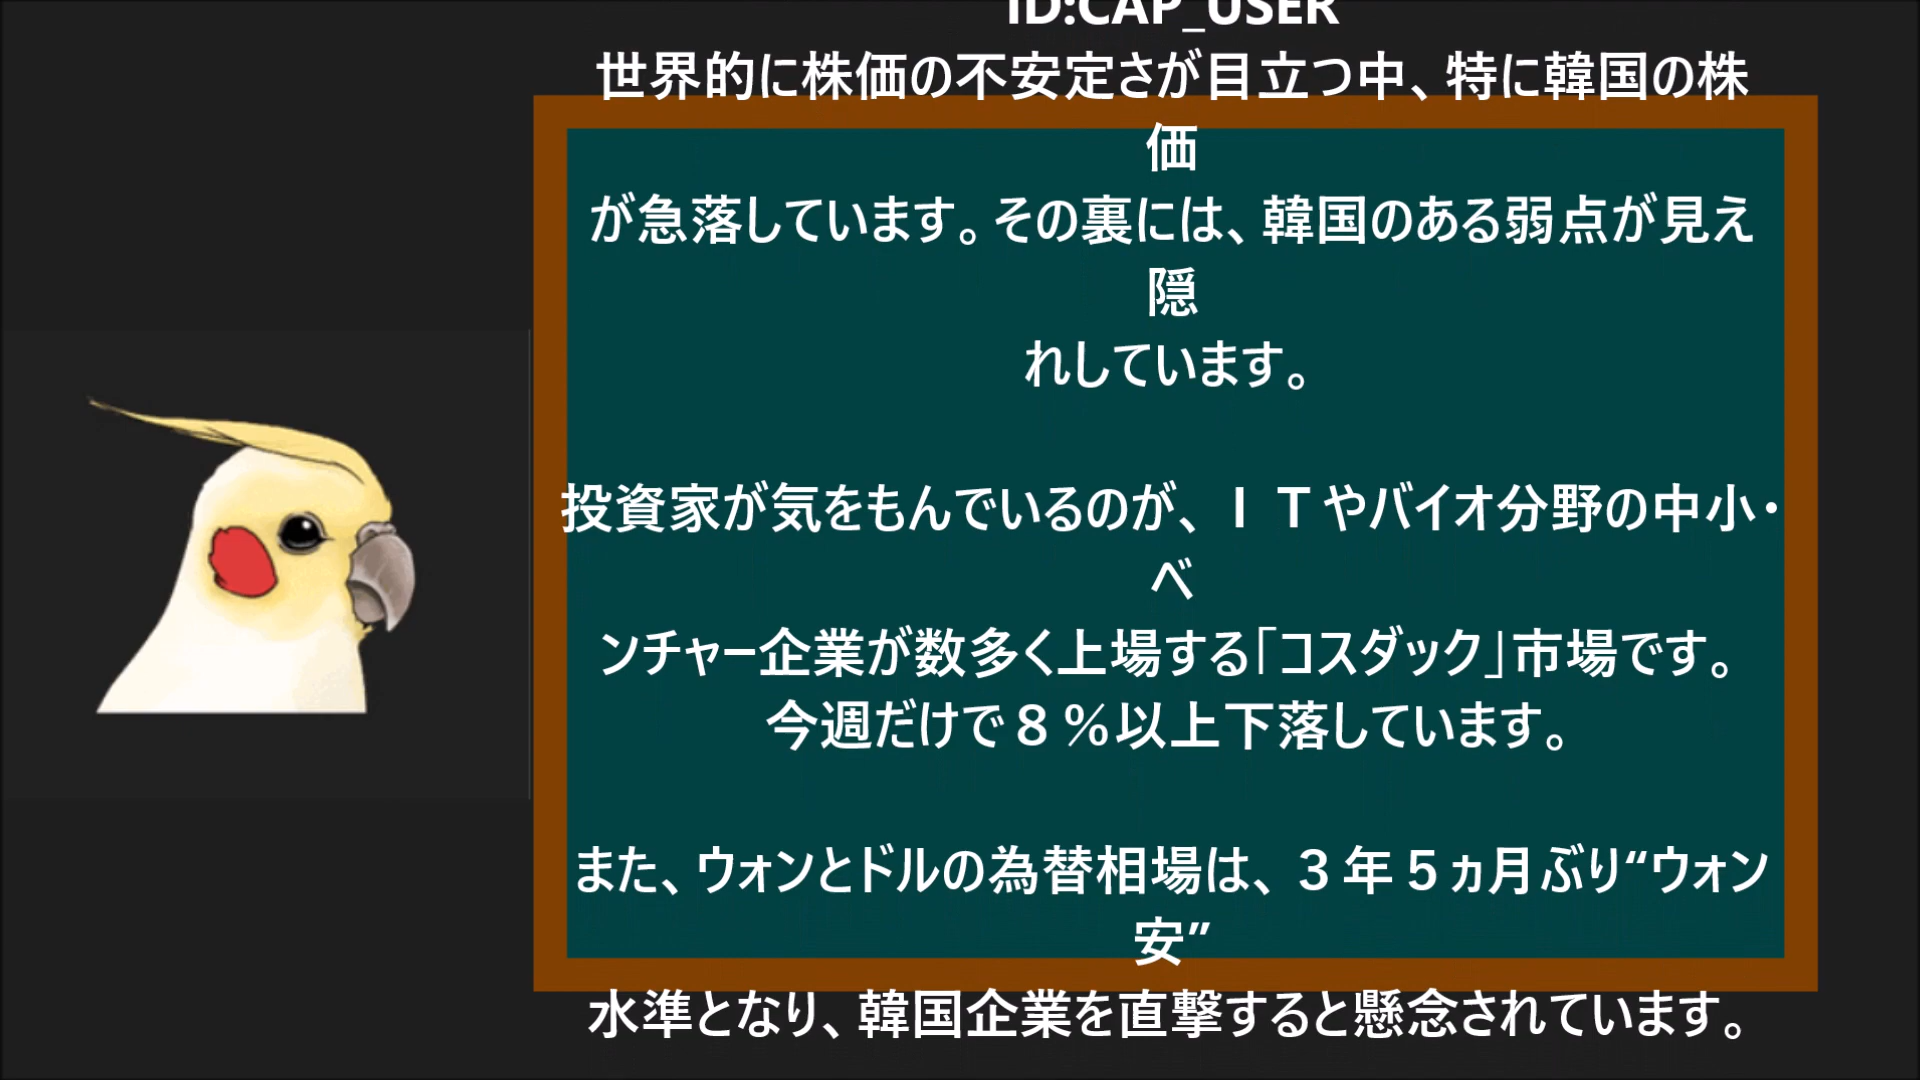 ID:CAP_USER
世界的に株価の不安定さが目立つ中、特に韓国の株
価
が急落しています。その裏には、韓国のある弱点が見え
隠
れしています。
投資家が気をもんでいるのが、ＩＴやバイオ分野の中小・
ベ
ンチャー企業が数多く上場する「コスダック」市場です。
今週だけで８％以上下落しています。
また、ウォンとドルの為替相場は、３年５ヵ月ぶり“ウォン
安”
水準となり、韓国企業を直撃すると懸念されています。